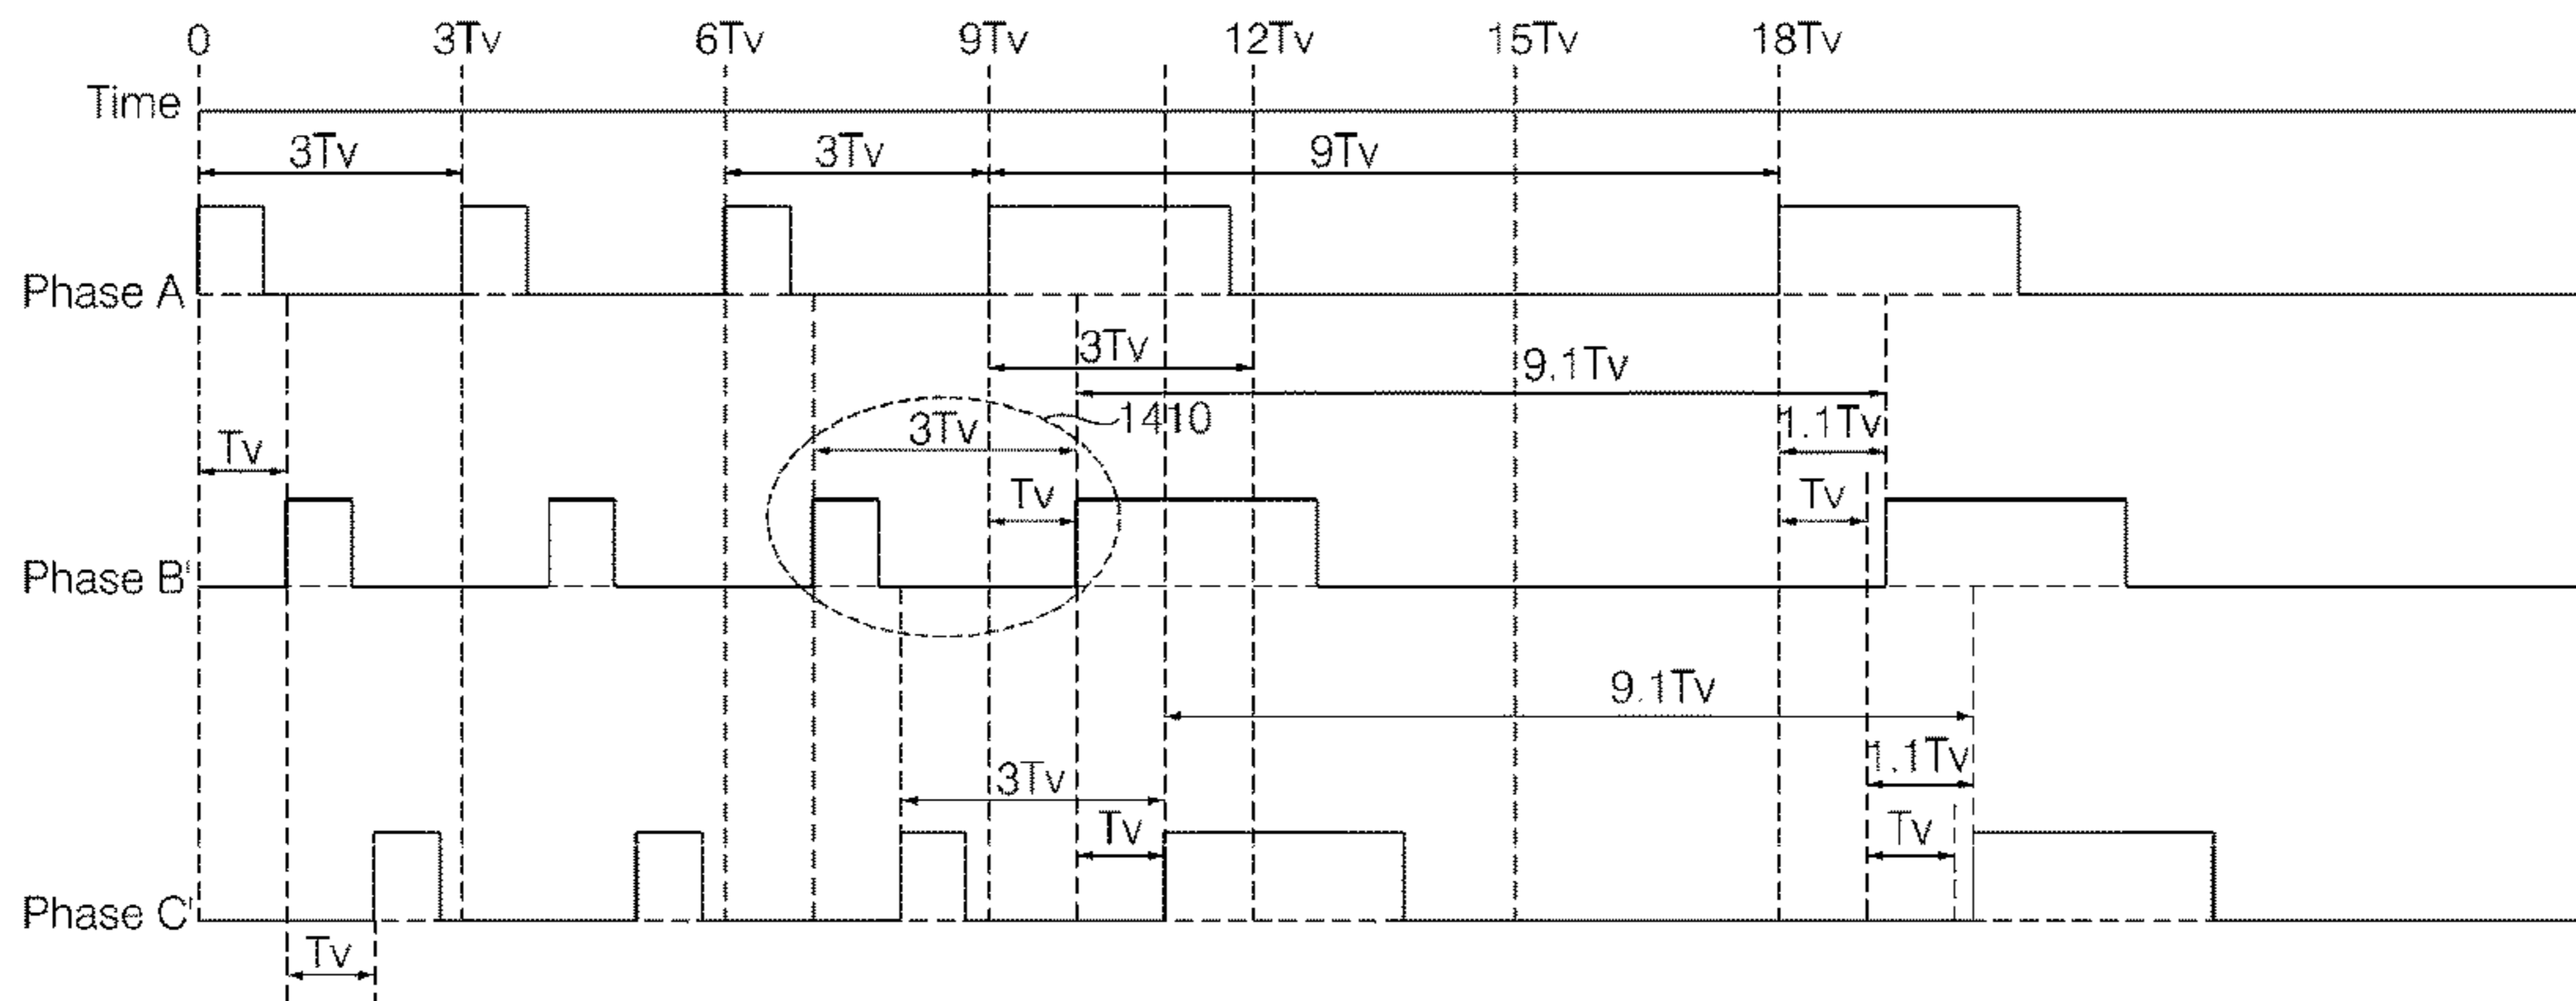 0 3Tv 6Tv 9Tv 12Tv 15Tv 18Tv
Time
3Tv 3Tv 9Tv
Phase A
3Tv
9.1Tv
1410
3Tv
1.1Tv
Tv
Tv
Tv
Phase B'
9.1Tv
1.1Tv
3Tv
Tv
Tv
Phase C'
Tv